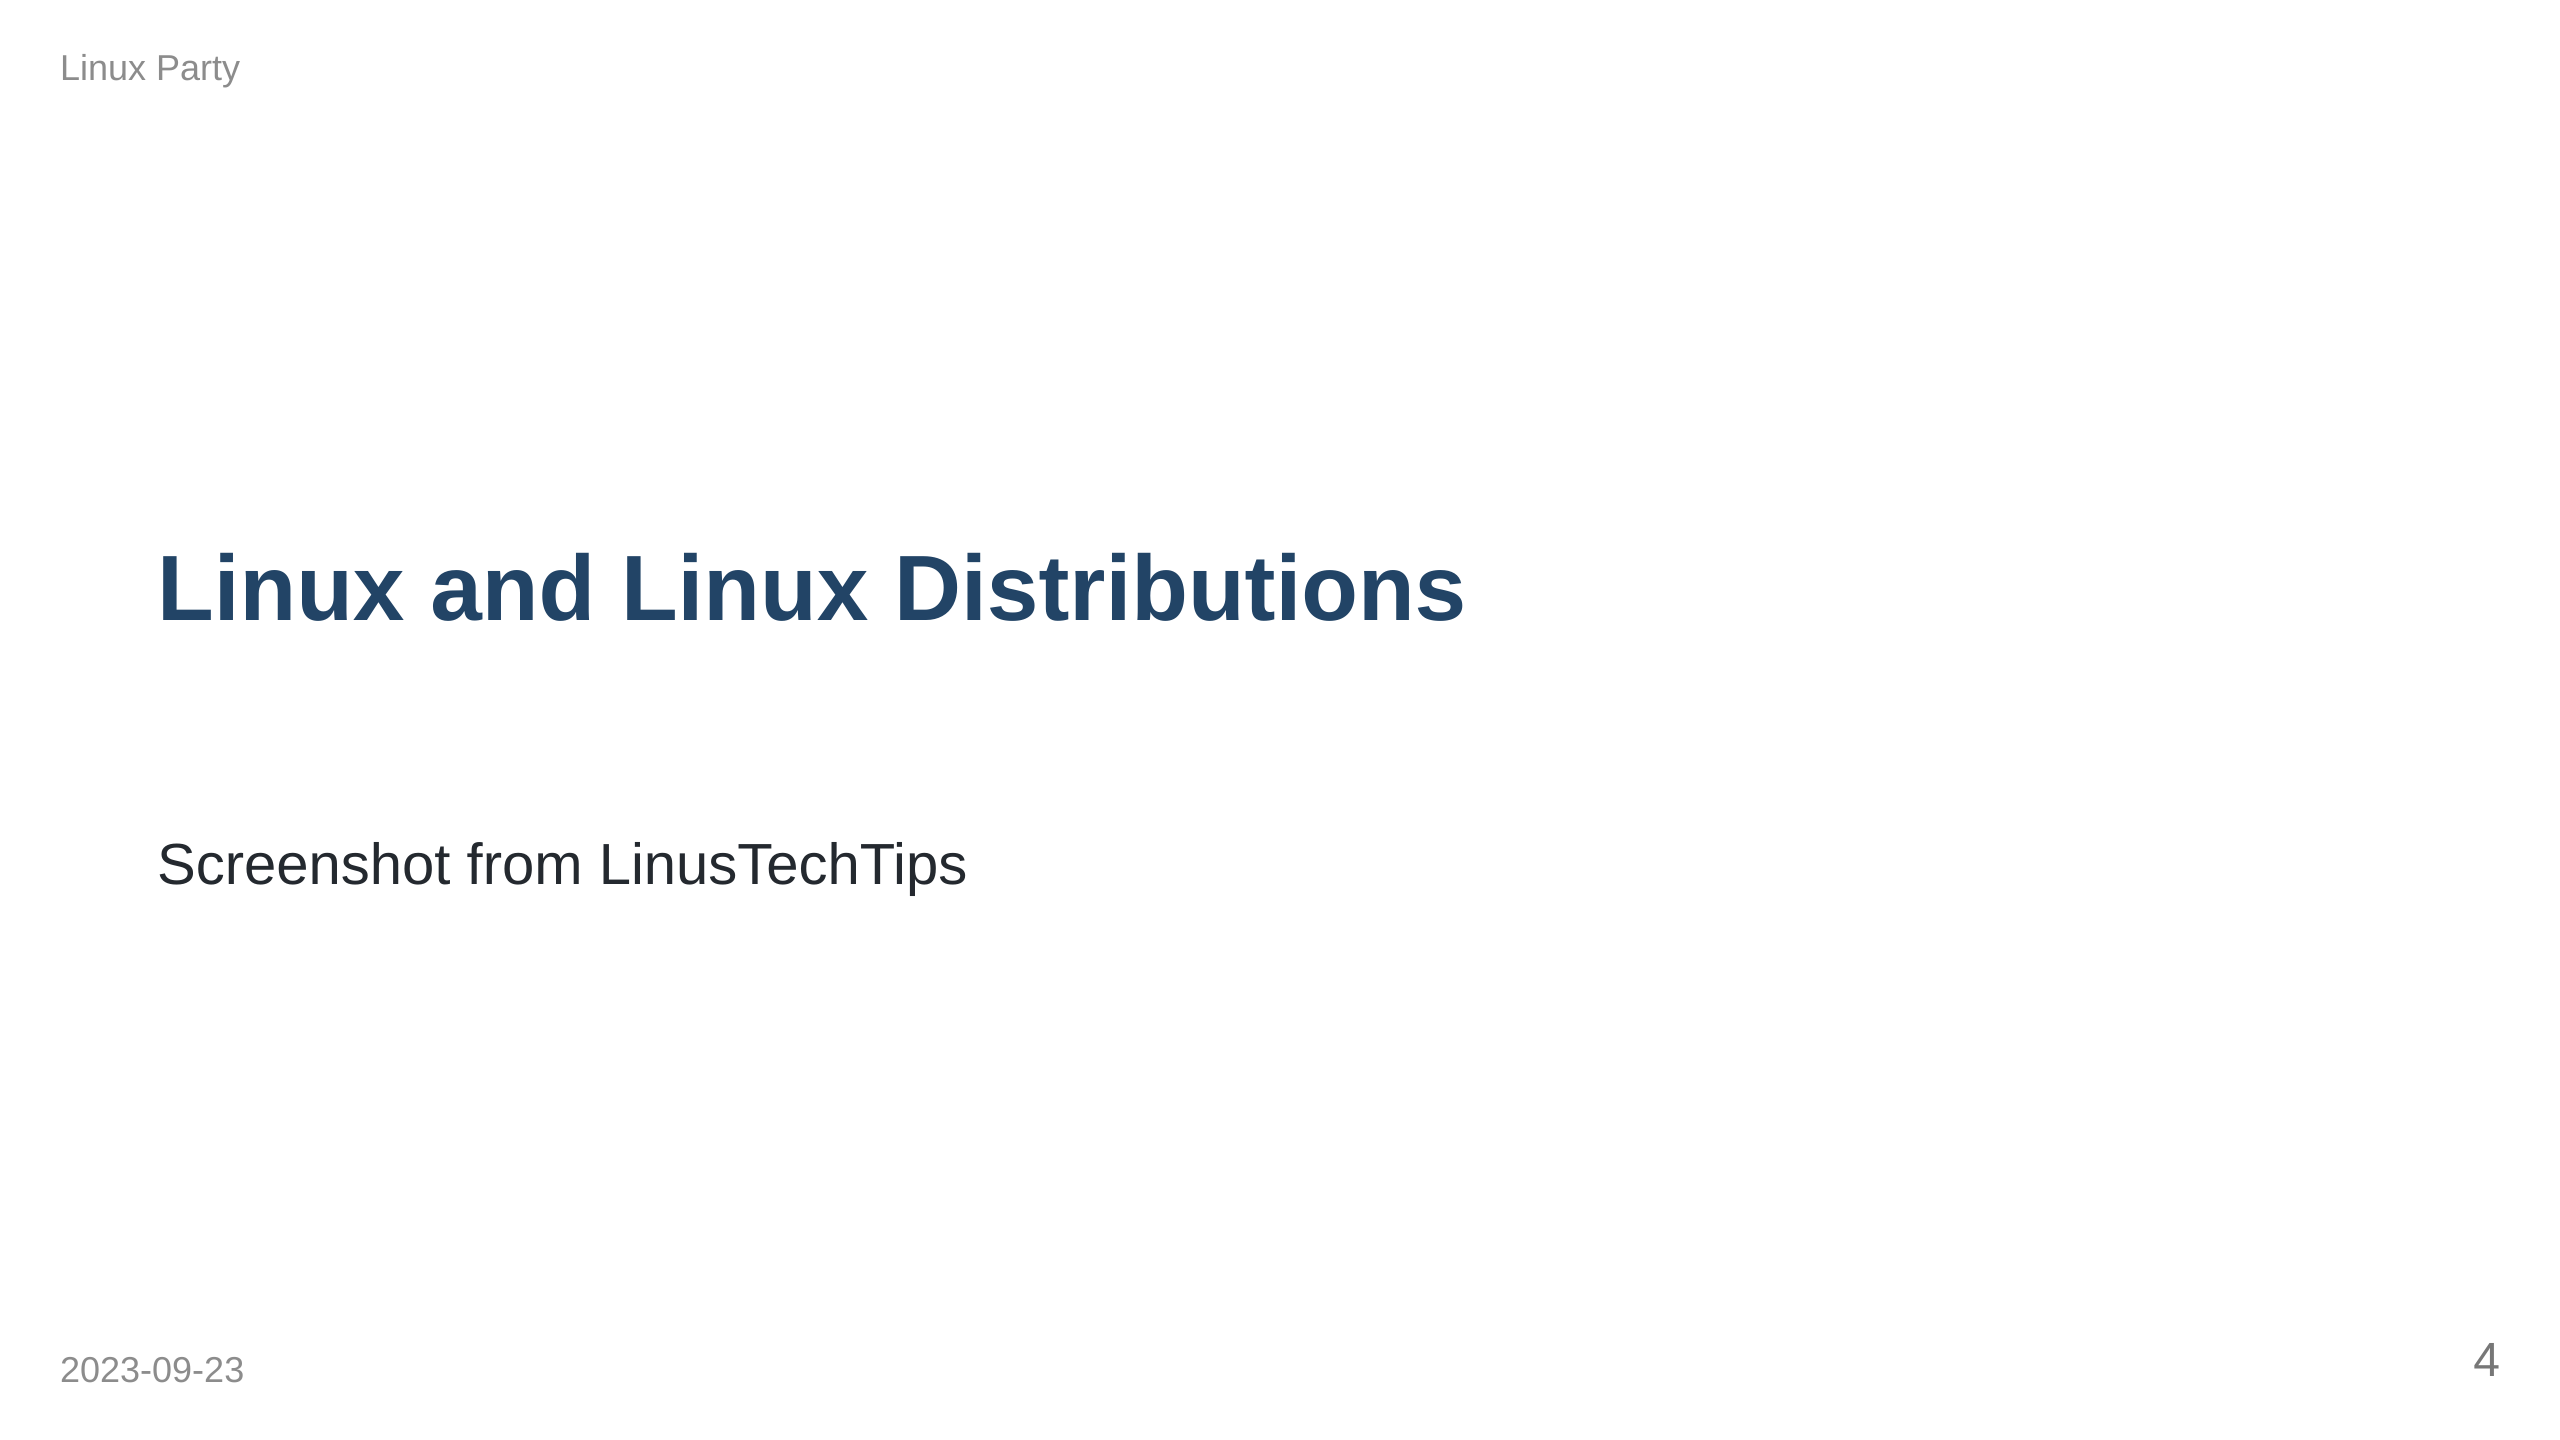 Linux Party
Linux and Linux Distributions
Screenshot from LinusTechTips
2023-09-23
4